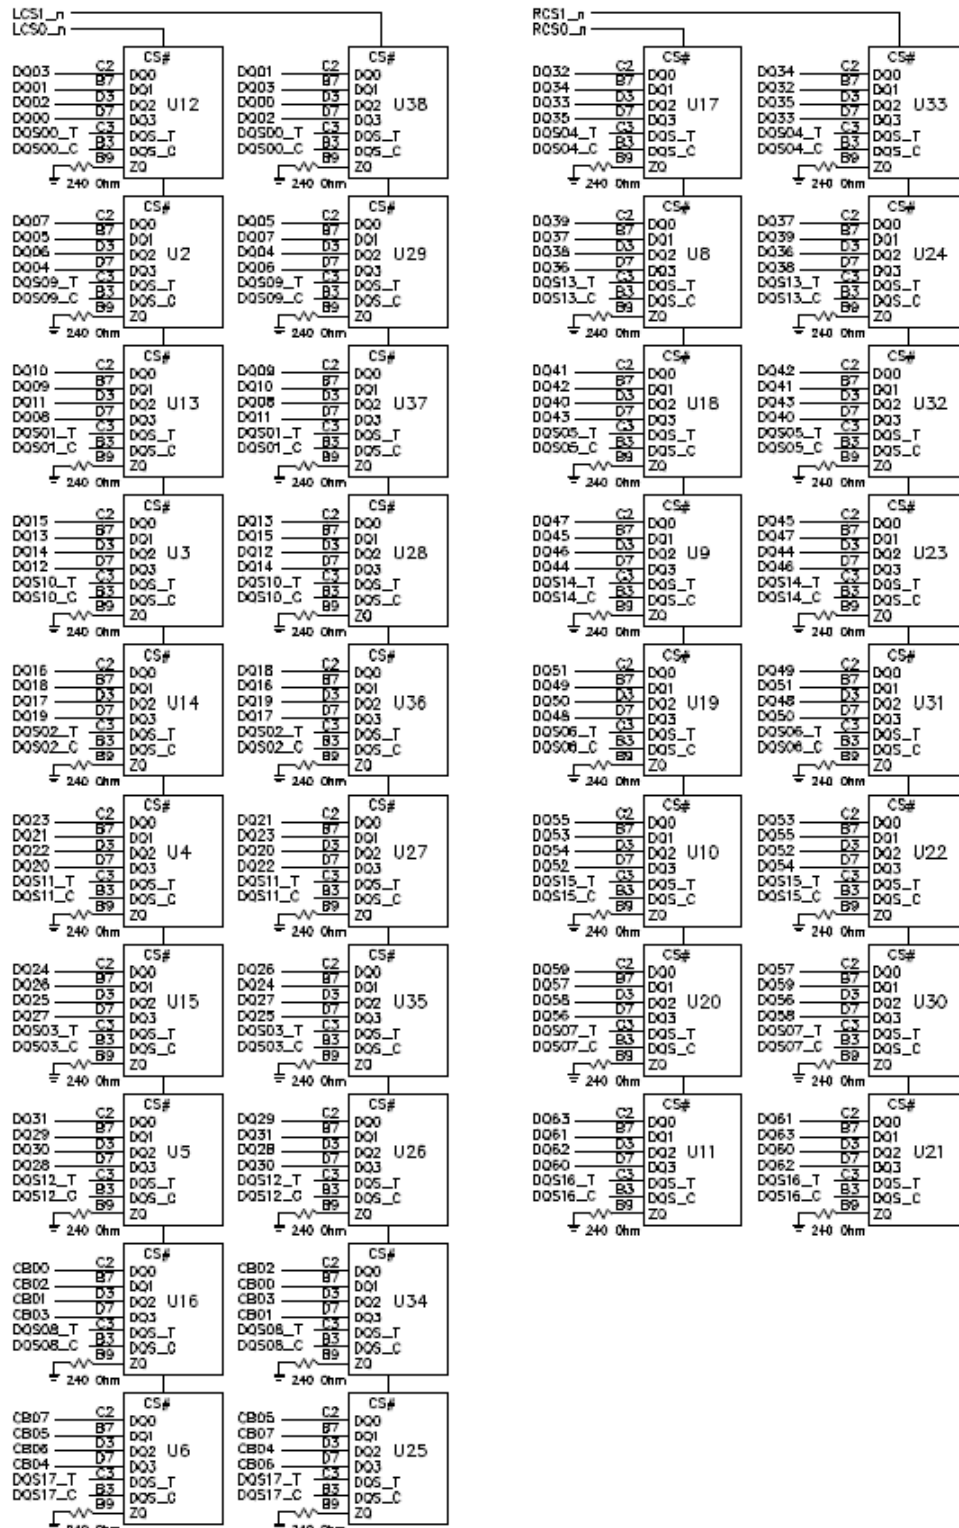 LCS1_n
LCS0_n
RCS1_n
RCS0_n
CS#
DQ03 C2 DQ0
DQ01 B7 DQ1
DQ02 D3 DQ2 U12
DQ00 D7 DQ3
DQS00_T C3 DQS_T
DQS00_C B3 DQS_C
B9 ZQ
240 Ohm
CS#
DQ01 C2 DQ0
DQ03 B7 DQ1
DQ00 D3 DQ2 U38
DQ02 D7 DQ3
DQS00_T C3 DQS_T
DQS00_C B3 DQS_C
B9 ZQ
240 Ohm
CS#
DQ32 C2 DQ0
DQ34 B7 DQ1
DQ33 D3 DQ2 U17
DQ35 D7 DQ3
DQS04_T C3 DQS_T
DQS04_C B3 DQS_C
B9 ZQ
240 Ohm
CS#
DQ34 C2 DQ0
DQ32 B7 DQ1
DQ35 D3 DQ2 U33
DQ33 D7 DQ3
DQS04_T C3 DQS_T
DQS04_C B3 DQS_C
B9 ZQ
240 Ohm
CS#
DQ07 C2 DQ0
DQ05 B7 DQ1
DQ06 D3 DQ2 U2
DQ04 D7 DQ3
DQS09_T C3 DQS_T
DQS09_C B3 DQS_C
B9 ZQ
240 Ohm
CS#
DQ05 C2 DQ0
DQ07 B7 DQ1
DQ04 D3 DQ2 U29
DQ06 D7 DQ3
DQS09_T C3 DQS_T
DQS09_C B3 DQS_C
B9 ZQ
240 Ohm
CS#
DQ39 C2 DQ0
DQ37 B7 DQ1
DQ38 D3 DQ2 U8
DQ36 D7 DQ3
DQS13_T C3 DQS_T
DQS13_C B3 DQS_C
B9 ZQ
240 Ohm
CS#
DQ37 C2 DQ0
DQ39 B7 DQ1
DQ36 D3 DQ2 U24
DQ38 D7 DQ3
DQS13_T C3 DQS_T
DQS13_C B3 DQS_C
B9 ZQ
240 Ohm
CS#
DQ10 C2 DQ0
DQ09 B7 DQ1
DQ11 D3 DQ2 U13
DQ08 D7 DQ3
DQS01_T C3 DQS_T
DQS01_C B3 DQS_C
B9 ZQ
240 Ohm
CS#
DQ09 C2 DQ0
DQ10 B7 DQ1
DQ08 D3 DQ2 U37
DQ11 D7 DQ3
DQS01_T C3 DQS_T
DQS01_C B3 DQS_C
B9 ZQ
240 Ohm
CS#
DQ41 C2 DQ0
DQ42 B7 DQ1
DQ40 D3 DQ2 U18
DQ43 D7 DQ3
DQS05_T C3 DQS_T
DQS05_C B3 DQS_C
B9 ZQ
240 Ohm
CS#
DQ42 C2 DQ0
DQ41 B7 DQ1
DQ43 D3 DQ2 U32
DQ40 D7 DQ3
DQS05_T C3 DQS_T
DQS05_C B3 DQS_C
B9 ZQ
240 Ohm
CS#
DQ15 C2 DQ0
DQ13 B7 DQ1
DQ14 D3 DQ2 U3
DQ12 D7 DQ3
DQS10_T C3 DQS_T
DQS10_C B3 DQS_C
B9 ZQ
240 Ohm
CS#
DQ13 C2 DQ0
DQ15 B7 DQ1
DQ12 D3 DQ2 U28
DQ14 D7 DQ3
DQS10_T C3 DQS_T
DQS10_C B3 DQS_C
B9 ZQ
240 Ohm
CS#
DQ47 C2 DQ0
DQ45 B7 DQ1
DQ46 D3 DQ2 U9
DQ44 D7 DQ3
DQS14_T C3 DQS_T
DQS14_C B3 DQS_C
B9 ZQ
240 Ohm
CS#
DQ45 C2 DQ0
DQ47 B7 DQ1
DQ44 D3 DQ2 U23
DQ46 D7 DQ3
DQS14_T C3 DQS_T
DQS14_C B3 DQS_C
B9 ZQ
240 Ohm
CS#
DQ16 C2 DQ0
DQ18 B7 DQ1
DQ17 D3 DQ2 U14
DQ19 D7 DQ3
DQS02_T C3 DQS_T
DQS02_C B3 DQS_C
B9 ZQ
240 Ohm
CS#
DQ18 C2 DQ0
DQ16 B7 DQ1
DQ19 D3 DQ2 U36
DQ17 D7 DQ3
DQS02_T C3 DQS_T
DQS02_C B3 DQS_C
B9 ZQ
240 Ohm
CS#
DQ51 C2 DQ0
DQ49 B7 DQ1
DQ50 D3 DQ2 U19
DQ48 D7 DQ3
DQS06_T C3 DQS_T
DQS06_C B3 DQS_C
B9 ZQ
240 Ohm
CS#
DQ49 C2 DQ0
DQ51 B7 DQ1
DQ48 D3 DQ2 U31
DQ50 D7 DQ3
DQS06_T C3 DQS_T
DQS06_C B3 DQS_C
B9 ZQ
240 Ohm
CS#
DQ23 C2 DQ0
DQ21 B7 DQ1
DQ22 D3 DQ2 U4
DQ20 D7 DQ3
DQS11_T C3 DQS_T
DQS11_C B3 DQS_C
B9 ZQ
240 Ohm
CS#
DQ21 C2 DQ0
DQ23 B7 DQ1
DQ20 D3 DQ2 U27
DQ22 D7 DQ3
DQS11_T C3 DQS_T
DQS11_C B3 DQS_C
B9 ZQ
240 Ohm
CS#
DQ55 C2 DQ0
DQ53 B7 DQ1
DQ54 D3 DQ2 U10
DQ52 D7 DQ3
DQS15_T C3 DQS_T
DQS15_C B3 DQS_C
B9 ZQ
240 Ohm
CS#
DQ53 C2 DQ0
DQ55 B7 DQ1
DQ52 D3 DQ2 U22
DQ54 D7 DQ3
DQS15_T C3 DQS_T
DQS15_C B3 DQS_C
B9 ZQ
240 Ohm
CS#
DQ24 C2 DQ0
DQ26 B7 DQ1
DQ25 D3 DQ2 U15
DQ27 D7 DQ3
DQS03_T C3 DQS_T
DQS03_C B3 DQS_C
B9 ZQ
240 Ohm
CS#
DQ26 C2 DQ0
DQ24 B7 DQ1
DQ27 D3 DQ2 U35
DQ25 D7 DQ3
DQS03_T C3 DQS_T
DQS03_C B3 DQS_C
B9 ZQ
240 Ohm
CS#
DQ59 C2 DQ0
DQ57 B7 DQ1
DQ58 D3 DQ2 U20
DQ56 D7 DQ3
DQS07_T C3 DQS_T
DQS07_C B3 DQS_C
B9 ZQ
240 Ohm
CS#
DQ57 C2 DQ0
DQ59 B7 DQ1
DQ56 D3 DQ2 U30
DQ58 D7 DQ3
DQS07_T C3 DQS_T
DQS07_C B3 DQS_C
B9 ZQ
240 Ohm
CS#
DQ31 C2 DQ0
DQ29 B7 DQ1
DQ30 D3 DQ2 U5
DQ28 D7 DQ3
DQS12_T C3 DQS_T
DQS12_C B3 DQS_C
B9 ZQ
240 Ohm
CS#
DQ29 C2 DQ0
DQ31 B7 DQ1
DQ28 D3 DQ2 U26
DQ30 D7 DQ3
DQS12_T C3 DQS_T
DQS12_C B3 DQS_C
B9 ZQ
240 Ohm
CS#
DQ63 C2 DQ0
DQ61 B7 DQ1
DQ62 D3 DQ2 U11
DQ60 D7 DQ3
DQS16_T C3 DQS_T
DQS16_C B3 DQS_C
B9 ZQ
240 Ohm
CS#
DQ61 C2 DQ0
DQ63 B7 DQ1
DQ60 D3 DQ2 U21
DQ62 D7 DQ3
DQS16_T C3 DQS_T
DQS16_C B3 DQS_C
B9 ZQ
240 Ohm
CS#
CB00 C2 DQ0
CB02 B7 DQ1
CB01 D3 DQ2 U16
CB03 D7 DQ3
DQS08_T C3 DQS_T
DQS08_C B3 DQS_C
B9 ZQ
240 Ohm
CS#
CB02 C2 DQ0
CB00 B7 DQ1
CB03 D3 DQ2 U34
CB01 D7 DQ3
DQS08_T C3 DQS_T
DQS08_C B3 DQS_C
B9 ZQ
240 Ohm
CS#
CB07 C2 DQ0
CB05 B7 DQ1
CB06 D3 DQ2 U6
CB04 D7 DQ3
DQS17_T C3 DQS_T
DQS17_C B3 DQS_C
B9 ZQ
240 Ohm
CS#
CB05 C2 DQ0
CB07 B7 DQ1
CB04 D3 DQ2 U25
CB06 D7 DQ3
DQS17_T C3 DQS_T
DQS17_C B3 DQS_C
B9 ZQ
240 Ohm